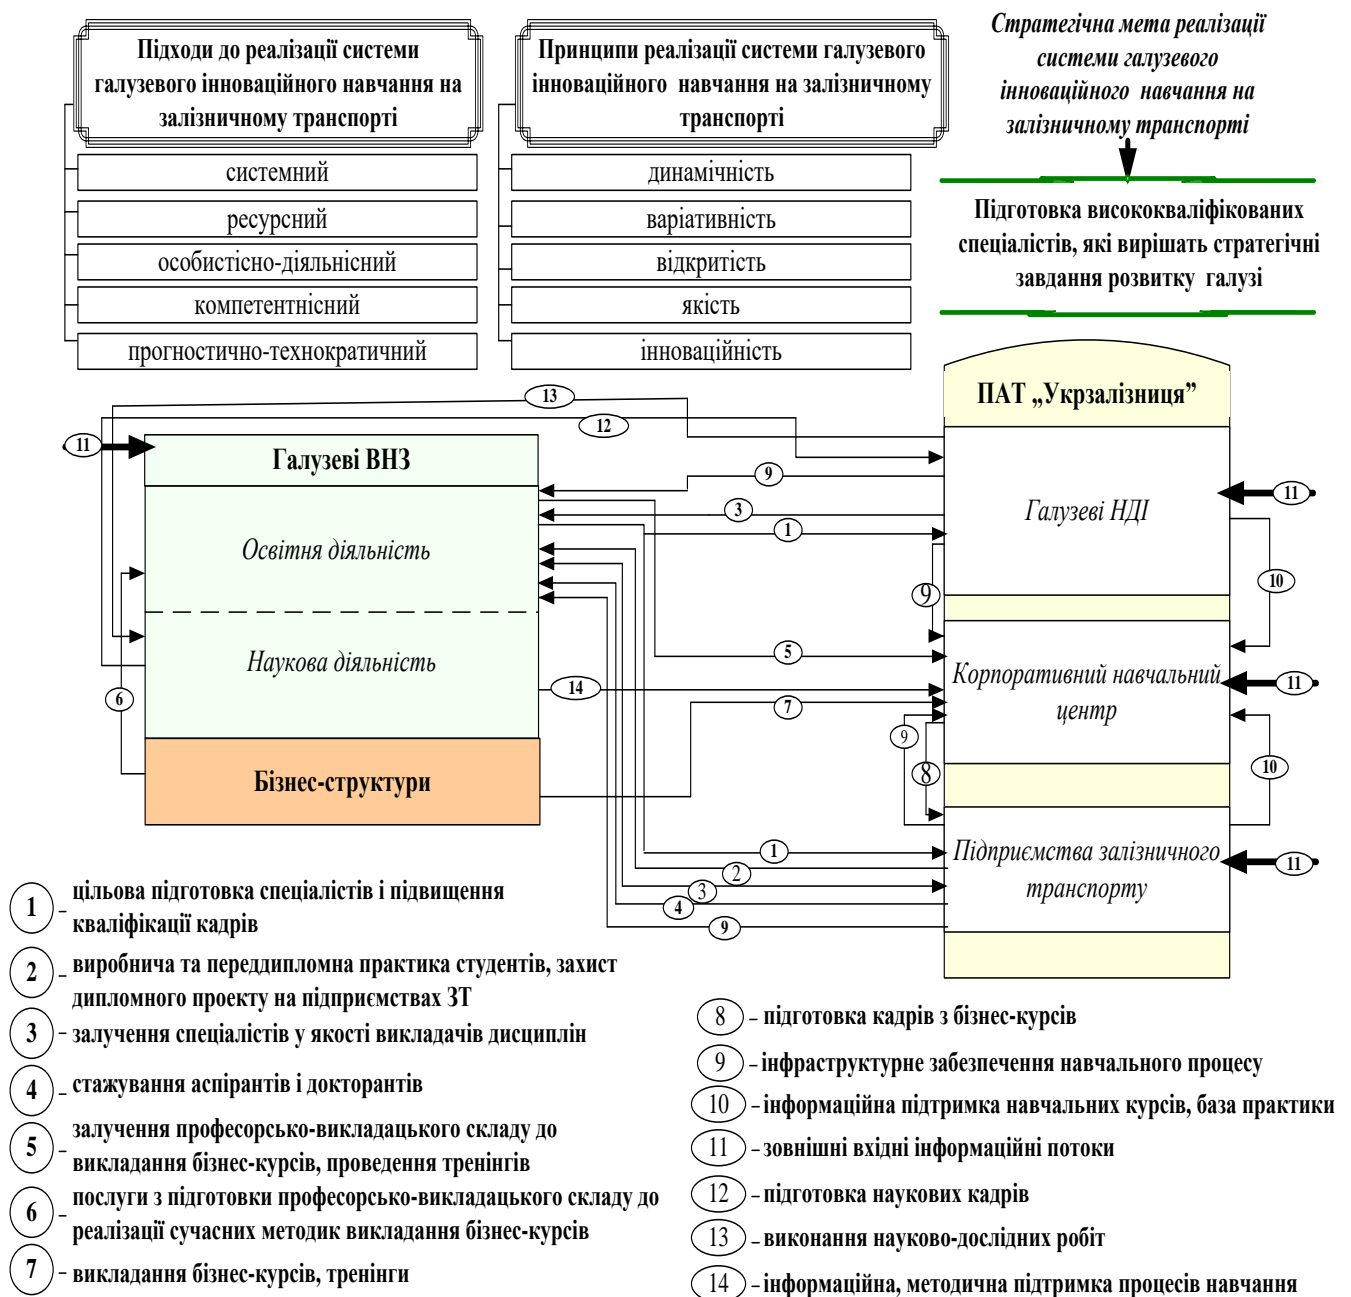 Підходи до реалізації системи
галузевого інноваційного навчання на
залізничному транспорті
системний
ресурсний
особистісно-діяльнісний
компетентнісний
прогностично-технократичний
Принципи реалізації системи галузевого
інноваційного навчання на залізничному
транспорті
динамічність
варіативність
відкритість
якість
інноваційність
Стратегічна мета реалізації
системи галузевого
інноваційного навчання на
залізничному транспорті
Підготовка висококваліфікованих
спеціалістів, які вирішать стратегічні
завдання розвитку галузі
13
12
11
Галузеві ВНЗ
Освітня діяльність
Наукова діяльність
Бізнес-структури
6
9
3
1
5
14
7
1
2
3
4
9
ПАТ „Укрзалізниця”
Галузеві НДІ
11
10
9
Корпоративний навчальний
центр
11
9
8
10
Підприємства залізничного
транспорту
11
1 – цільова підготовка спеціалістів і підвищення
кваліфікації кадрів
2 – виробнича та переддипломна практика студентів, захист
дипломного проекту на підприємствах ЗТ
3 – залучення спеціалістів у якості викладачів дисциплін
4 – стажування аспірантів і докторантів
5 – залучення професорсько-викладацького складу до
викладання бізнес-курсів, проведення тренінгів
6 – послуги з підготовки професорсько-викладацького складу до
реалізації сучасних методик викладання бізнес-курсів
7 – викладання бізнес-курсів, тренінги
8 – підготовка кадрів з бізнес-курсів
9 – інфраструктурне забезпечення навчального процесу
10 – інформаційна підтримка навчальних курсів, база практики
11 – зовнішні вхідні інформаційні потоки
12 – підготовка наукових кадрів
13 – виконання науково-дослідних робіт
14 – інформаційна, методична підтримка процесів навчання